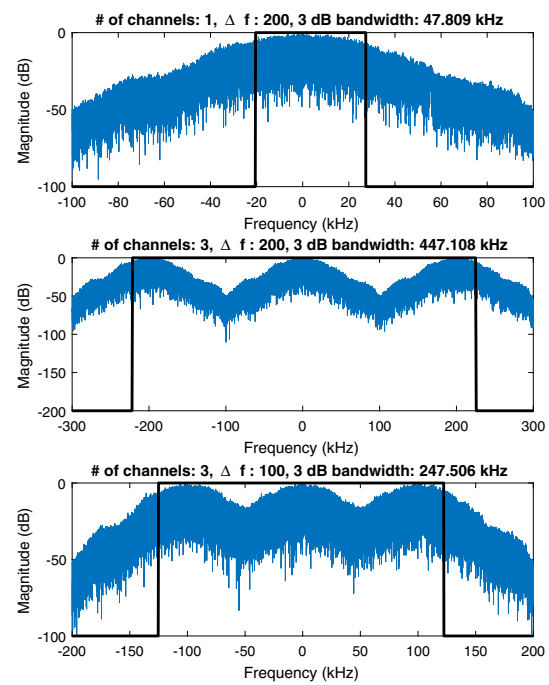 # of channels: 1, Δ f : 200, 3 dB bandwidth: 47.809 kHz
0
-50
-100
Magnitude (dB)
-100 -80 -60 -40 -20 0 20 40 60 80 100
Frequency (kHz)
# of channels: 3, Δ f : 200, 3 dB bandwidth: 447.108 kHz
0
-50
-100
-150
-200
Magnitude (dB)
-300 -200 -100 0 100 200 300
Frequency (kHz)
# of channels: 3, Δ f : 100, 3 dB bandwidth: 247.506 kHz
0
-50
-100
Magnitude (dB)
-200 -150 -100 -50 0 50 100 150 200
Frequency (kHz)